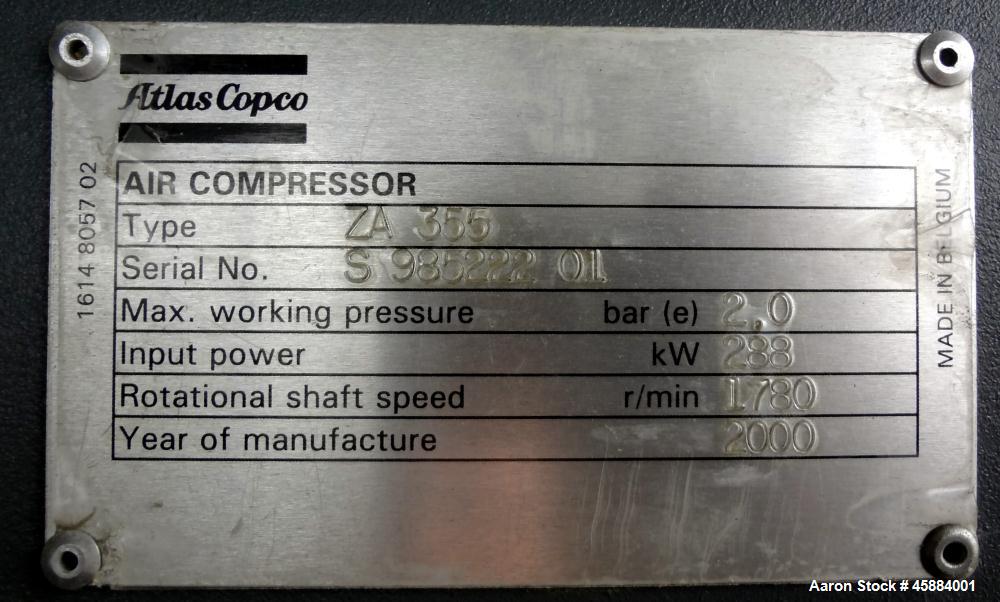 Atlas Copco
1614 8057 02
AIR COMPRESSOR
Type ZA 355
Serial No. S 985222 01
Max. working pressure bar (e) 2,0
Input power kW 288
Rotational shaft speed r/min 1780
Year of manufacture 2000
MADE IN BELGIUM
Aaron Stock # 45884001